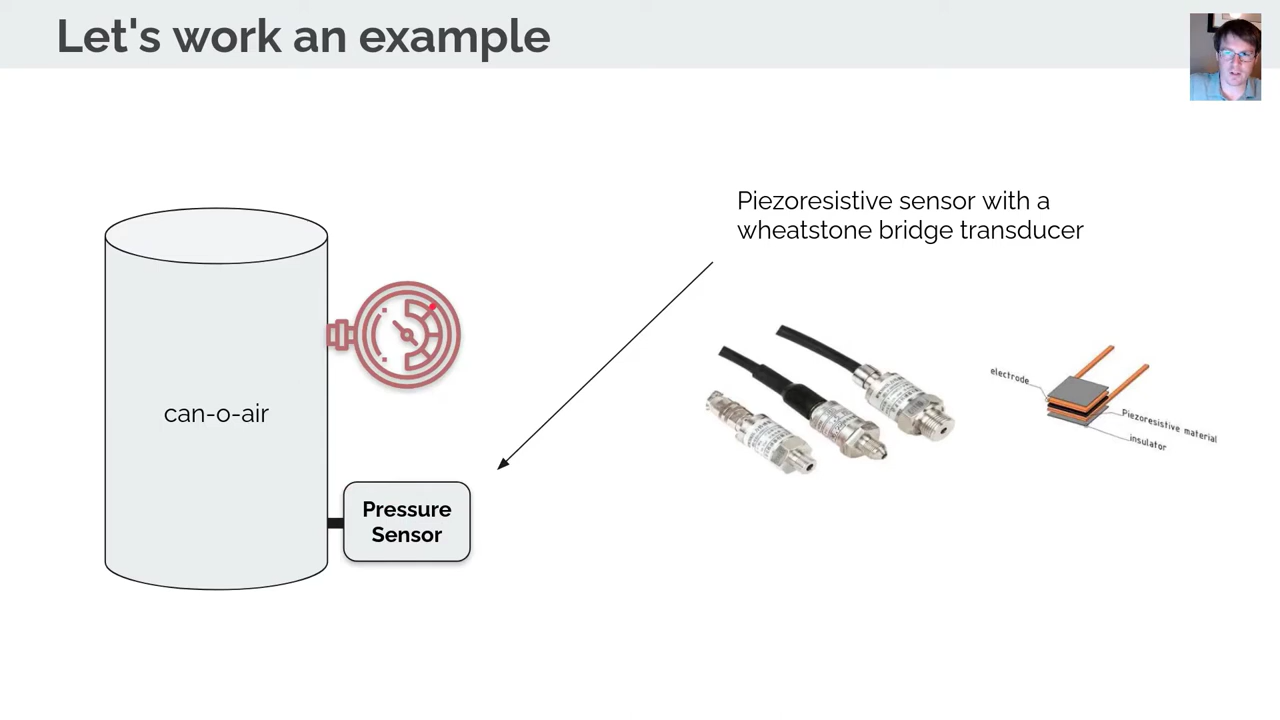 Let's work an example
Piezoresistive sensor with a
wheatstone bridge transducer
can-o-air
Pressure
Sensor
electrode
Piezoresistive material
insulator